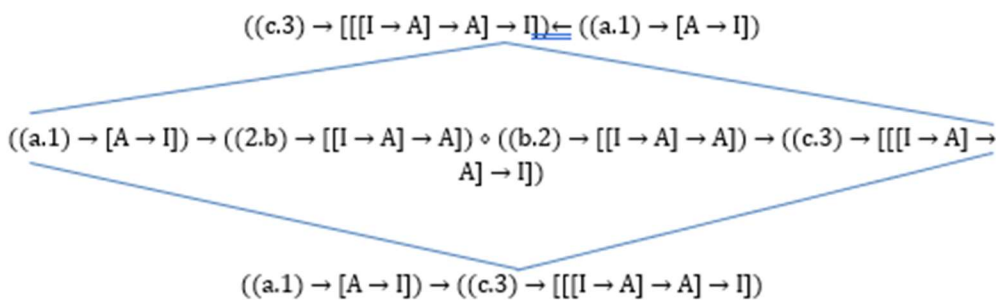 ((c.3) → [[[I → A] → A] → I])← ((a.1) → [A → I])
((a.1) → [A → I]) → ((2.b) → [[I → A] → A]) ⋄ ((b.2) → [[I → A] → A]) → ((c.3) → [[[I → A] →
A] → I])
((a.1) → [A → I]) → ((c.3) → [[[I → A] → A] → I])